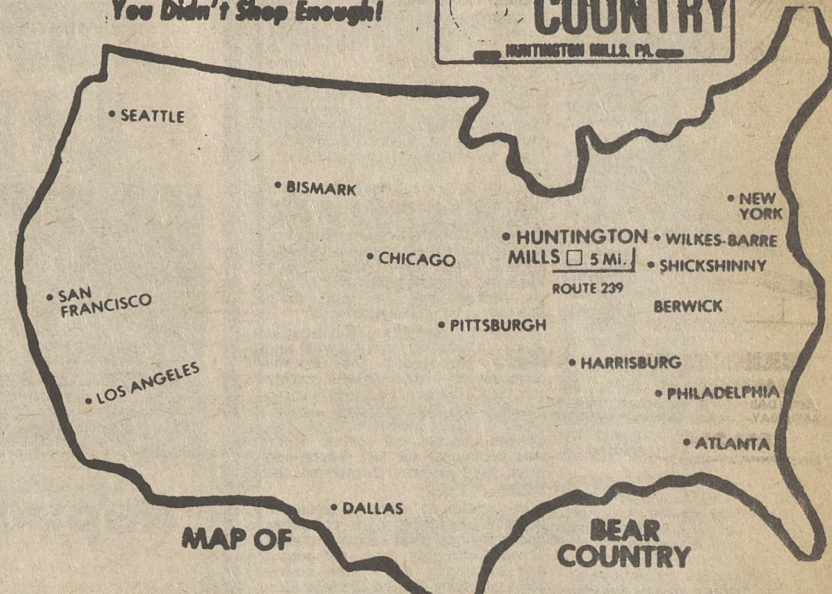 You Didn't Shop Enough!
COUNTRY
HUNTINGTON MILLS, PA.
• SEATTLE
• BISMARK
• NEW
YORK
• HUNTINGTON
MILLS □ 5 Mi.
• WILKES-BARRE
• CHICAGO
• SHICKSHINNY
ROUTE 239
• SAN
FRANCISCO
BERWICK
• PITTSBURGH
• HARRISBURG
• LOS ANGELES
• PHILADELPHIA
• ATLANTA
• DALLAS
MAP OF
BEAR
COUNTRY